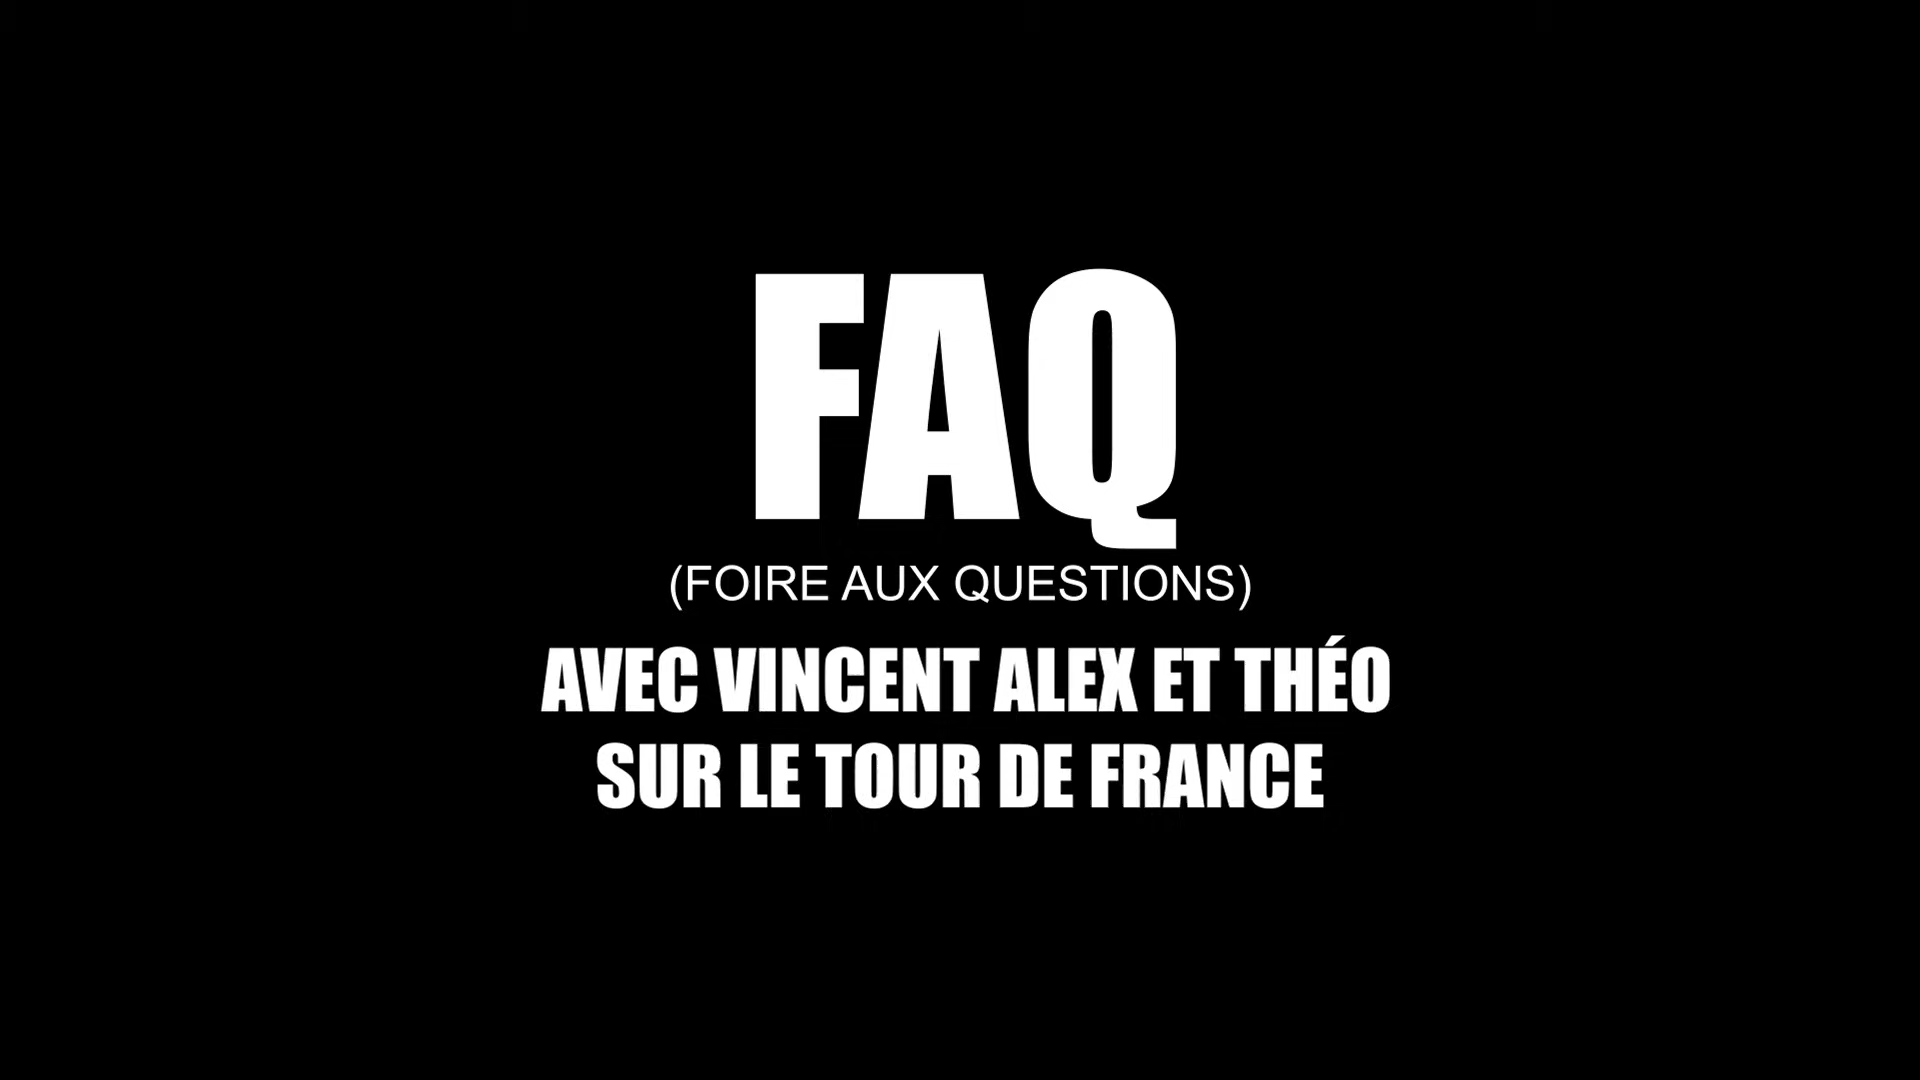 FAQ
(FOIRE AUX QUESTIONS)
AVEC VINCENT ALEX ET THÉO
SUR LE TOUR DE FRANCE